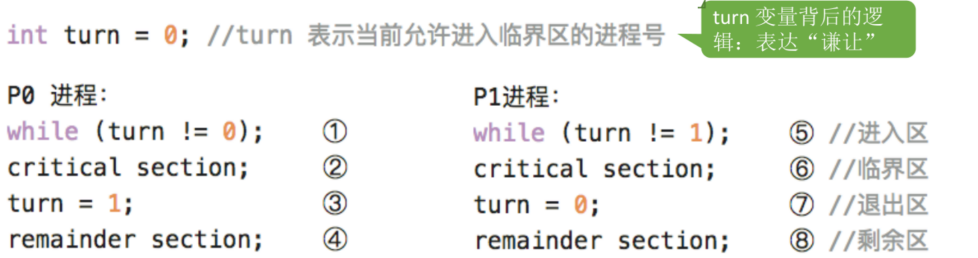 int turn = 0; //turn 表示当前允许进入临界区的进程号
turn 变量背后的逻
辑：表达“谦让”
P0 进程:
while (turn != 0); ①
critical section; ②
turn = 1; ③
remainder section; ④
P1进程:
while (turn != 1); ⑤ //进入区
critical section; ⑥ //临界区
turn = 0; ⑦ //退出区
remainder section; ⑧ //剩余区